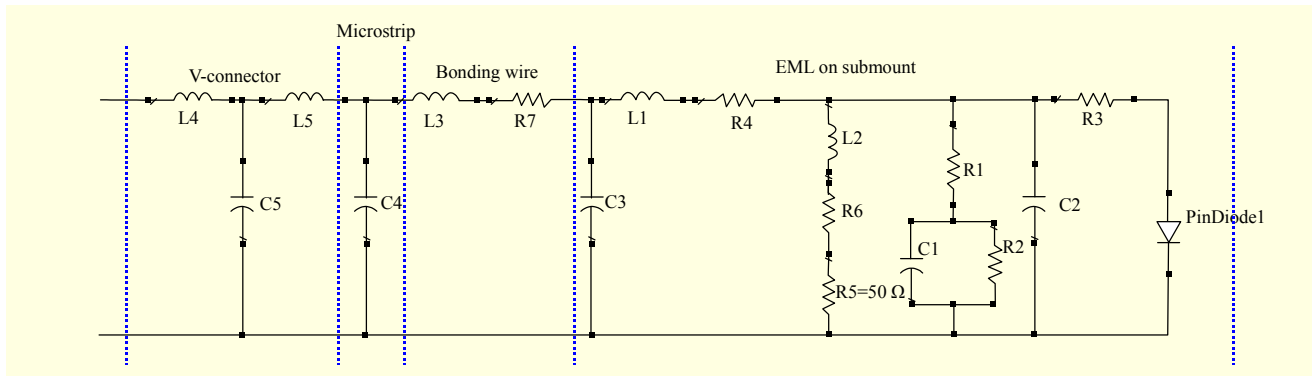 Microstrip
V-connector
Bonding wire
EML on submount
L4
L5
L3
R7
L1
R4
R3
L2
R1
C5
C4
C3
R6
C2
PinDiode1
C1
R2
R5=50 Ω